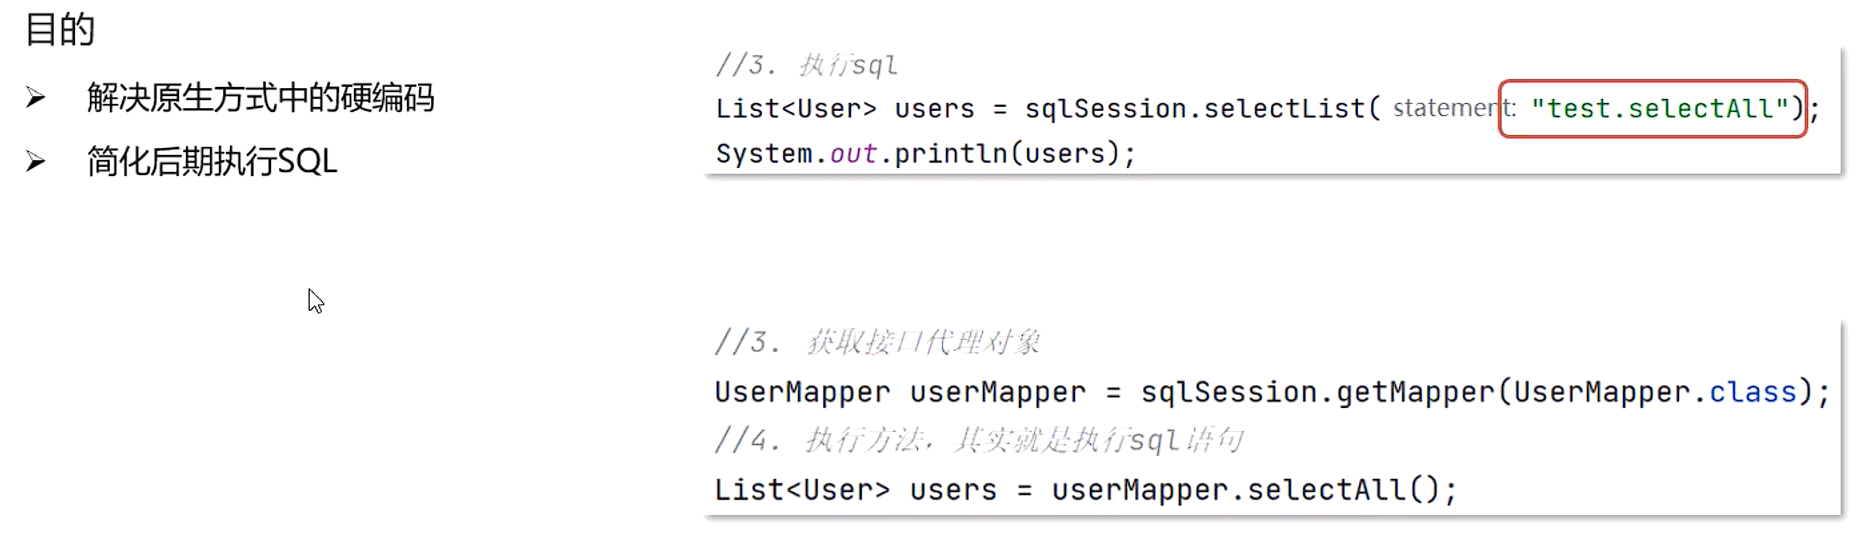 目的
➢ 解决原生方式中的硬编码
➢ 简化后期执行SQL
//3. 执行sql
List<User> users = sqlSession.selectList( statement: "test.selectAll");
System.out.println(users);
//3. 获取接口代理对象
UserMapper userMapper = sqlSession.getMapper(UserMapper.class);
//4. 执行方法，其实就是执行sql语句
List<User> users = userMapper.selectAll();